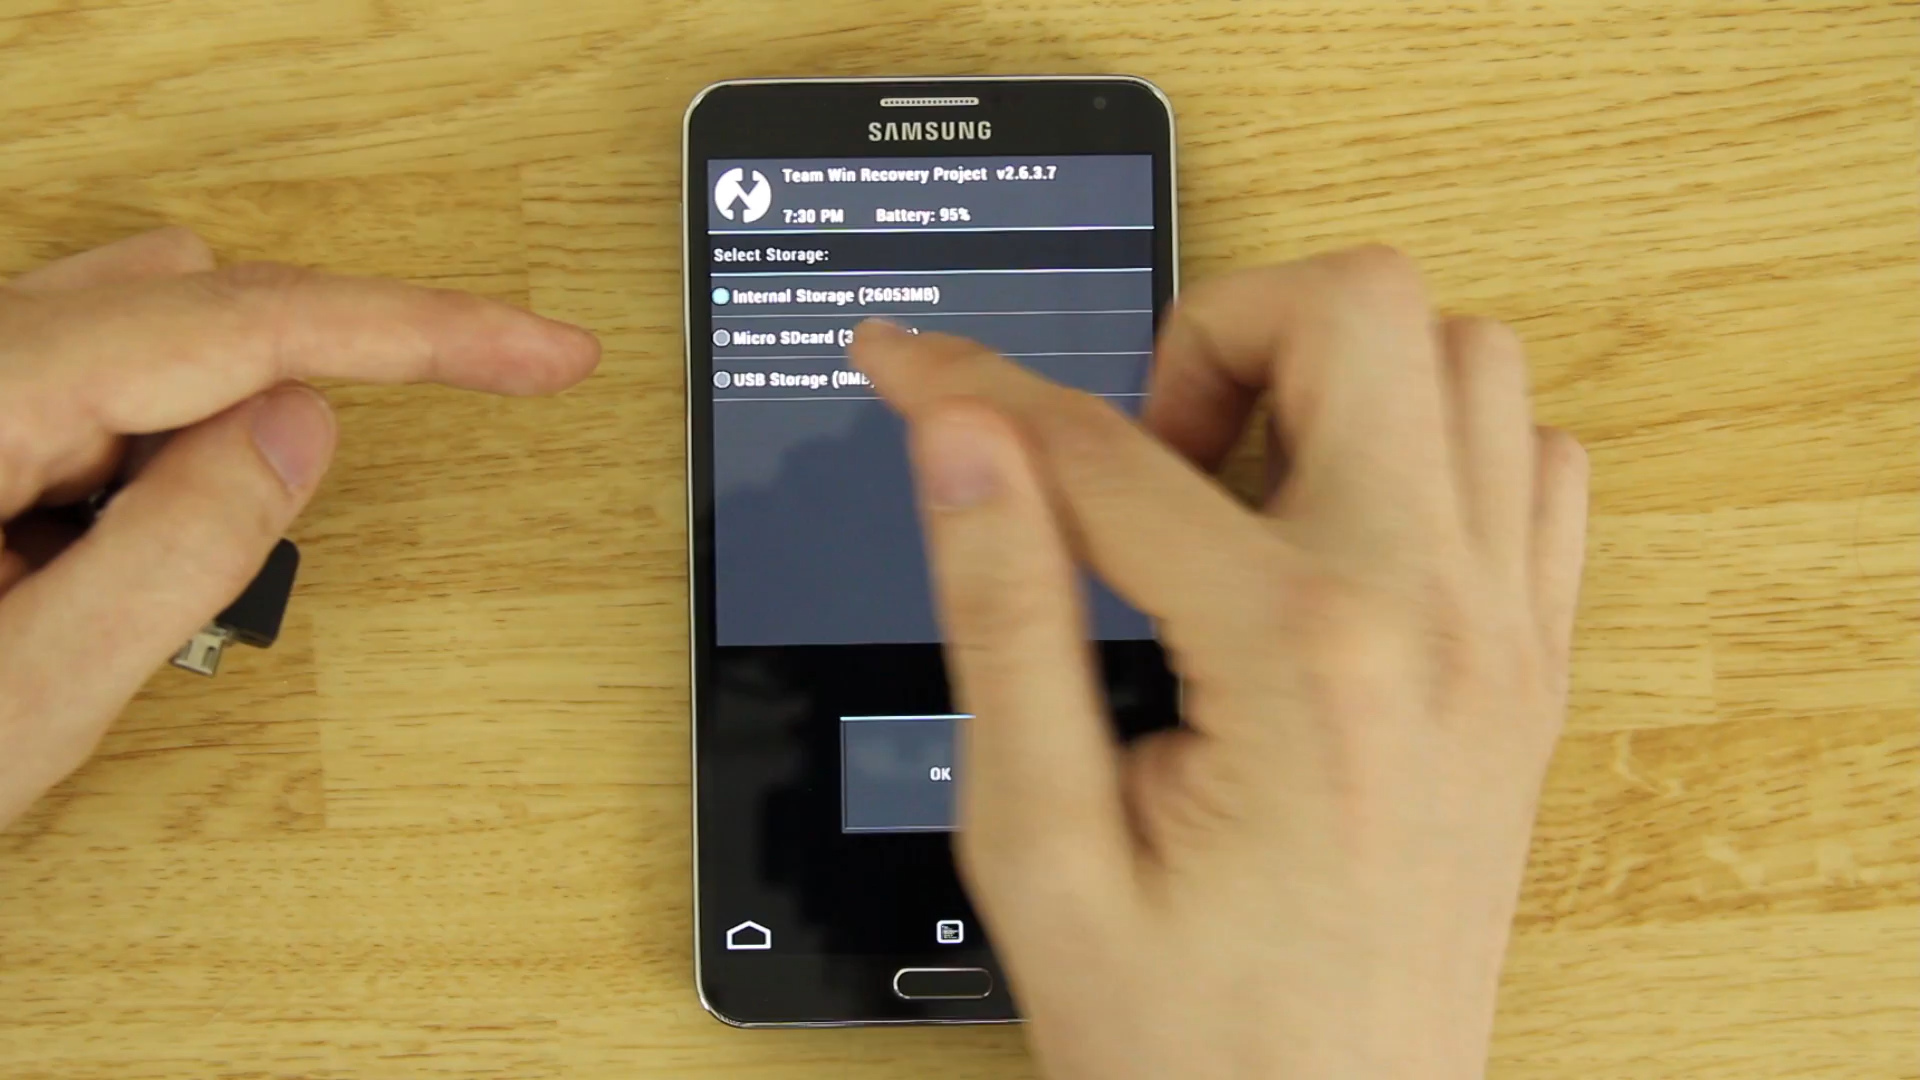 SAMSUNG
Team Win Recovery Project v2.6.3.7
7:30 PM Battery: 95%
Select Storage:
Internal Storage (26053MB)
Micro SDcard
USB Storage (0MB)
OK